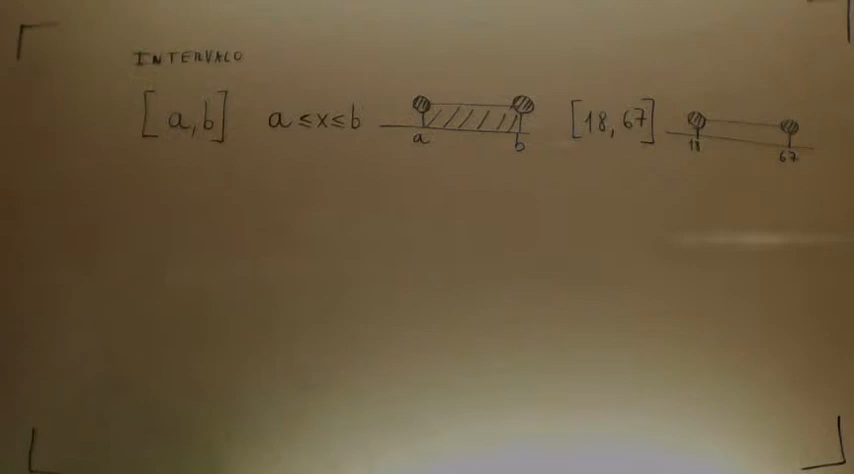 INTERVALO
[a,b] a≤x≤b a b [18,67] 18 67